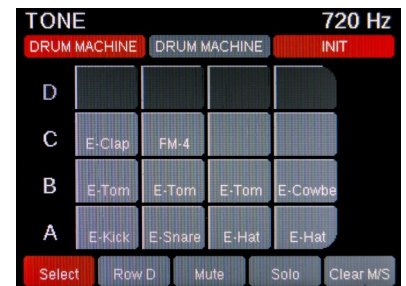 TONE 720 Hz
DRUM MACHINE DRUM MACHINE INIT
D
C E-Clap FM-4
B E-Tom E-Tom E-Tom E-Cowbe
A E-Kick E-Snare E-Hat E-Hat
Select Row D Mute Solo Clear M/S